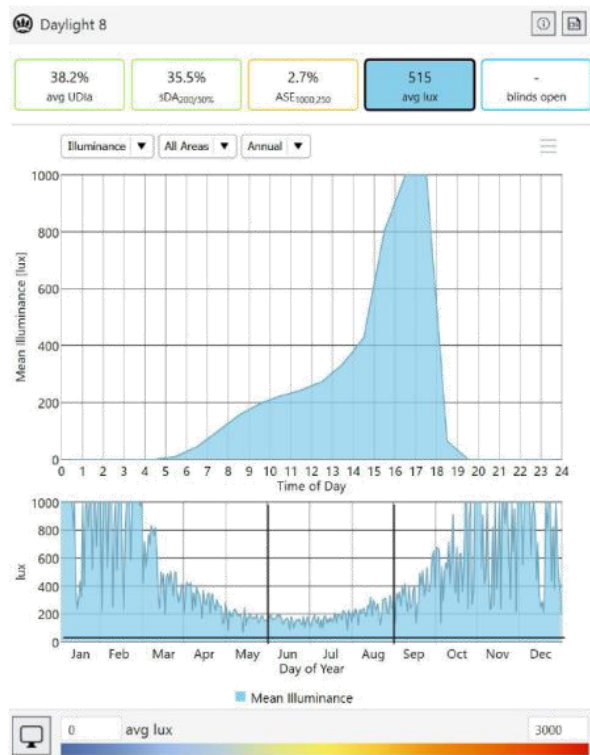 Daylight 8
38.2% 35.5% 2.7% 515 -
avg UDIa sDA200/50% ASE1000,250 avg lux blinds open
Illuminance ▼ All Areas ▼ Annual ▼
Mean Illuminance [lux]
1000
800
600
400
200
0
0 1 2 3 4 5 6 7 8 9 10 11 12 13 14 15 16 17 18 19 20 21 22 23 24
Time of Day
lux
1000
800
600
400
200
0
Jan Feb Mar Apr May Jun Jul Aug Sep Oct Nov Dec
Day of Year
Mean Illuminance
0 avg lux 3000